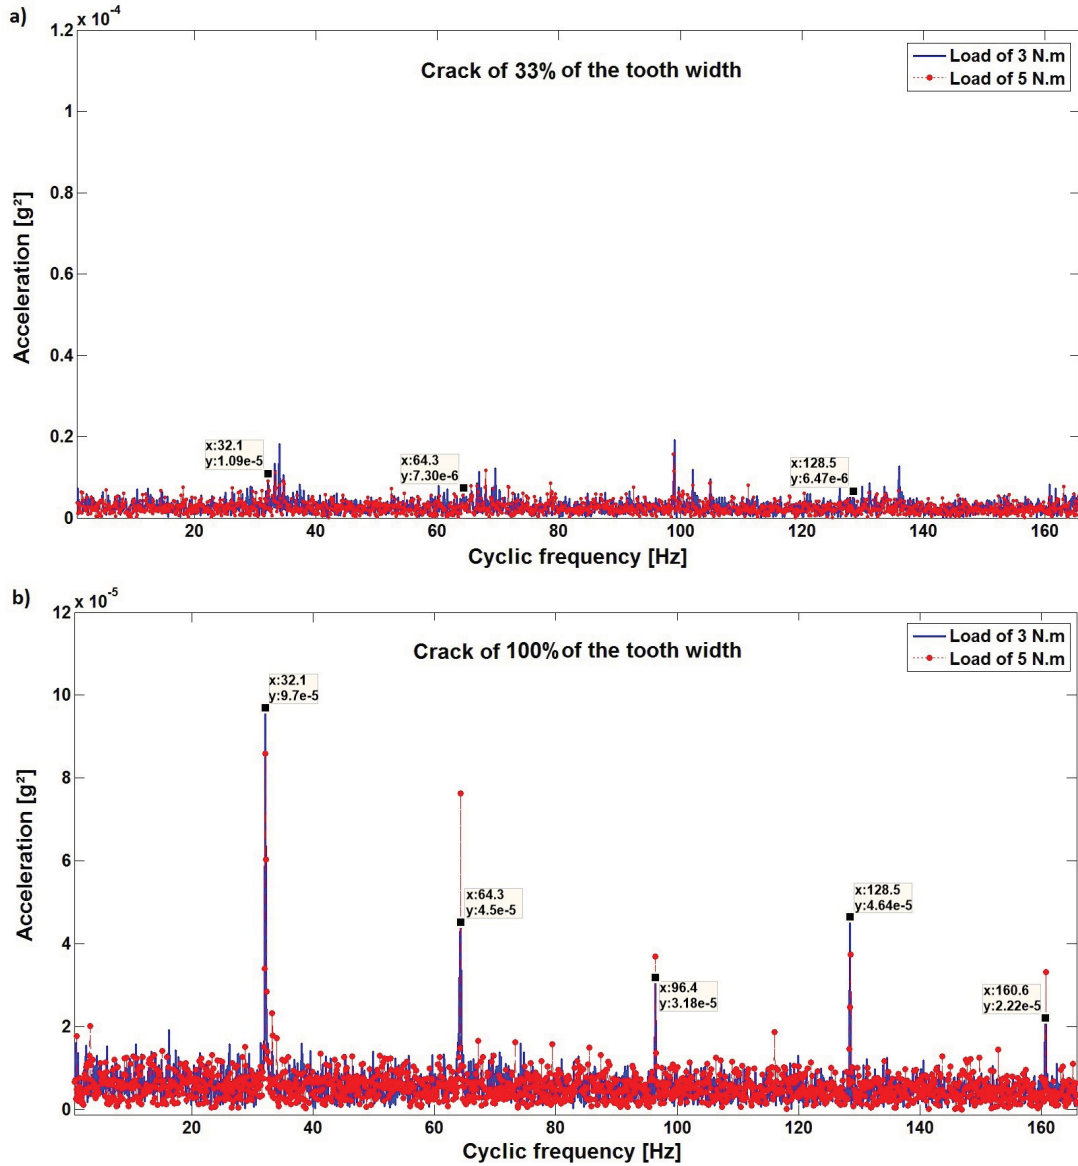 a)
x 10⁻⁴
1.2
1
0.8
0.6
0.4
0.2
0
Acceleration [g²]
Crack of 33% of the tooth width
Load of 3 N.m
Load of 5 N.m
x:32.1
y:1.09e-5
x:64.3
y:7.30e-6
x:128.5
y:6.47e-6
20 40 60 80 100 120 140 160
Cyclic frequency [Hz]
b)
x 10⁻⁵
12
10
8
6
4
2
0
Acceleration [g²]
Crack of 100% of the tooth width
Load of 3 N.m
Load of 5 N.m
x:32.1
y:9.7e-5
x:64.3
y:4.5e-5
x:96.4
y:3.18e-5
x:128.5
y:4.64e-5
x:160.6
y:2.22e-5
20 40 60 80 100 120 140 160
Cyclic frequency [Hz]